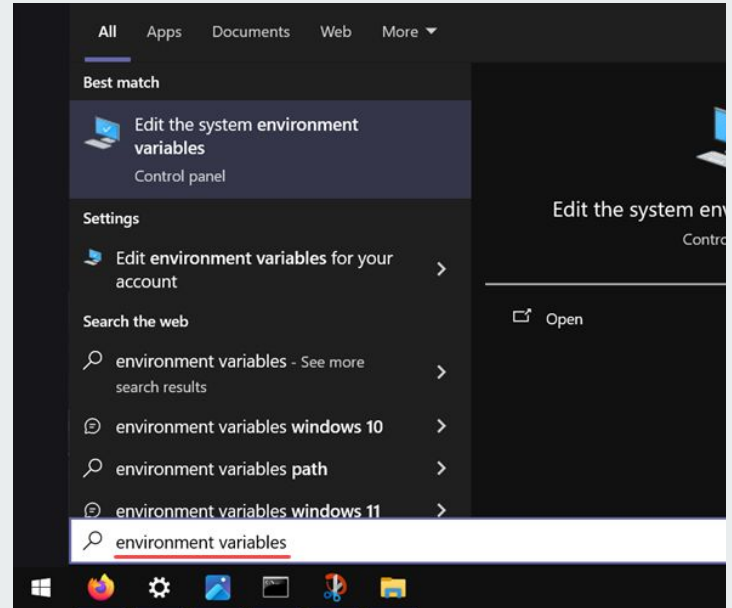 All Apps Documents Web More
Best match
Edit the system environment
variables
Control panel
Settings
Edit environment variables for your
account
Search the web
environment variables - See more
search results
environment variables windows 10
environment variables path
environment variables windows 11
environment variables
Edit the system en
Contro
Open